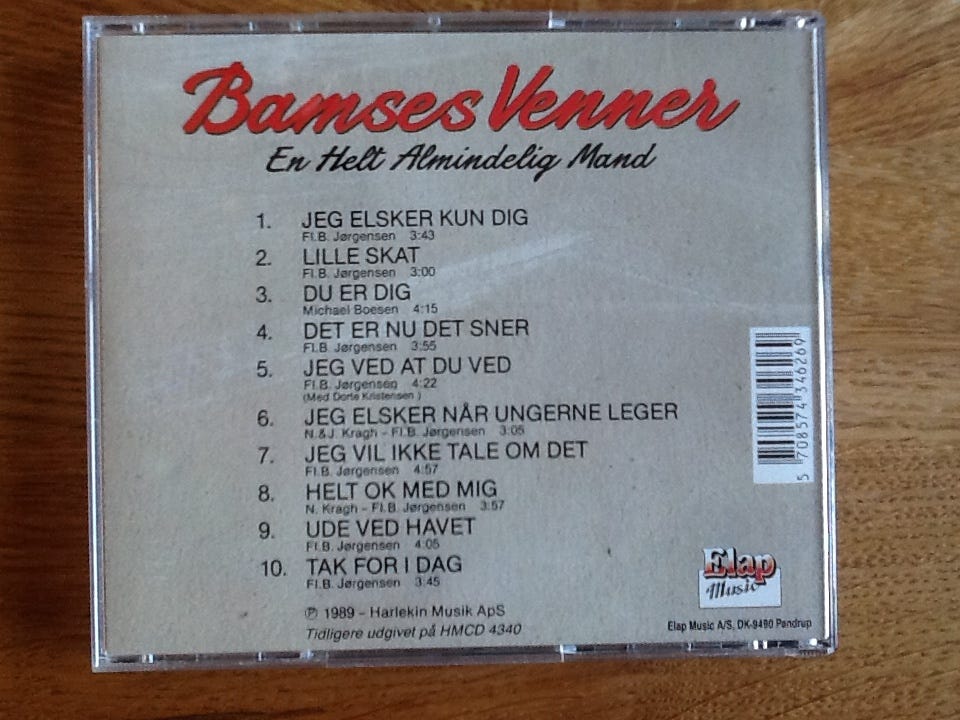 Bamses Venner
En Helt Almindelig Mand
1. JEG ELSKER KUN DIG
Fl.B. Jørgensen 3:43
2. LILLE SKAT
Fl.B. Jørgensen 3:00
3. DU ER DIG
Michael Boesen 4:15
4. DET ER NU DET SNER
Fl.B. Jørgensen 3:55
5. JEG VED AT DU VED
Fl.B. Jørgensen 4:22
(Med Dorte Kristensen)
6. JEG ELSKER NÅR UNGERNE LEGER
N.&J. Kragh – Fl.B. Jørgensen 3:05
7. JEG VIL IKKE TALE OM DET
Fl.B. Jørgensen 4:57
8. HELT OK MED MIG
N. Kragh – Fl.B. Jørgensen 3:57
9. UDE VED HAVET
Fl.B. Jørgensen 4:05
10. TAK FOR I DAG
Fl.B. Jørgensen 3:45
℗ 1989 – Harlekin Musik ApS
Tidligere udgivet på HMCD 4340
5 708574 346269
Elap
Music
Elap Music A/S, DK-9490 Pandrup